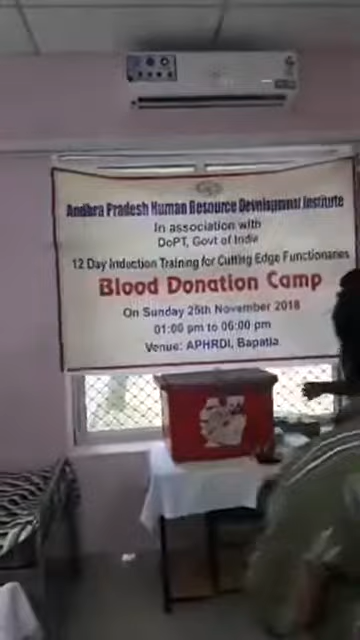 Andhra Pradesh Human Resource Development Institute
In association with
DoPT, Govt of India
12 Day Induction Training for Cutting Edge Functionaries
Blood Donation Camp
On Sunday 25th November 2018
01:00 pm to 06:00 pm
Venue: APHRDI, Bapatla